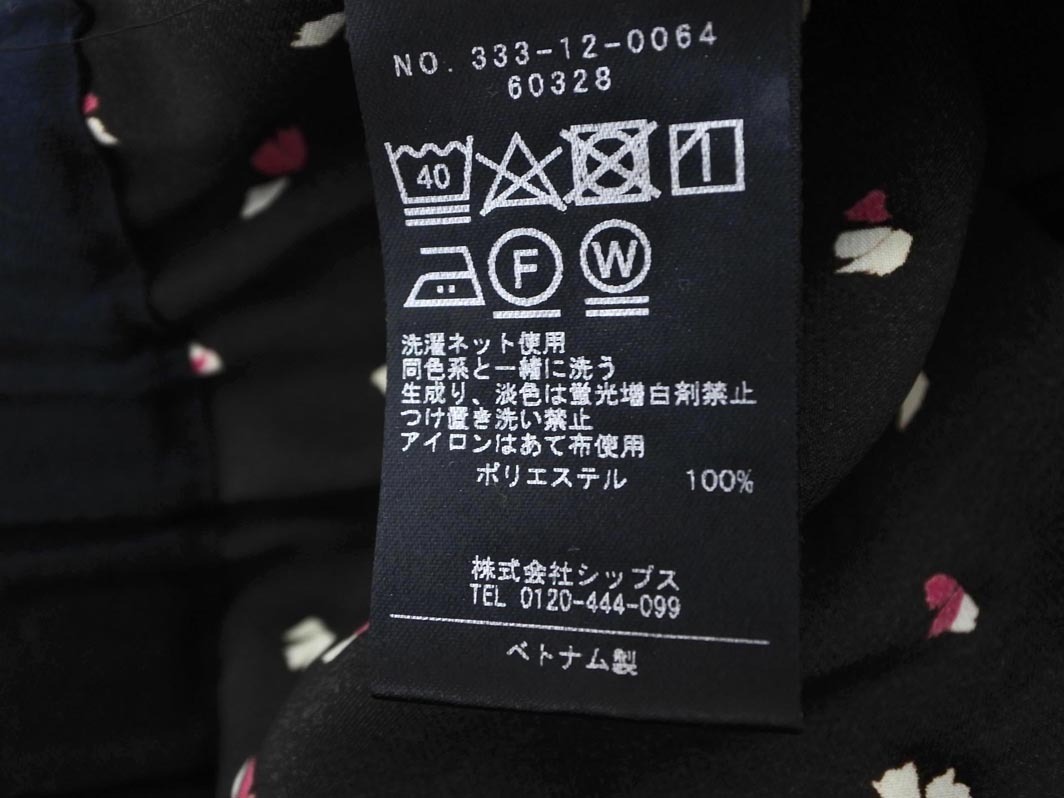 NO. 333-12-0064
60328
40
F W
洗濯ネット使用
同色系と一緒に洗う
生成り、淡色は蛍光増白剤禁止
つけ置き洗い禁止
アイロンはあて布使用
ポリエステル 100%
株式会社シップス
TEL 0120-444-099
ベトナム製